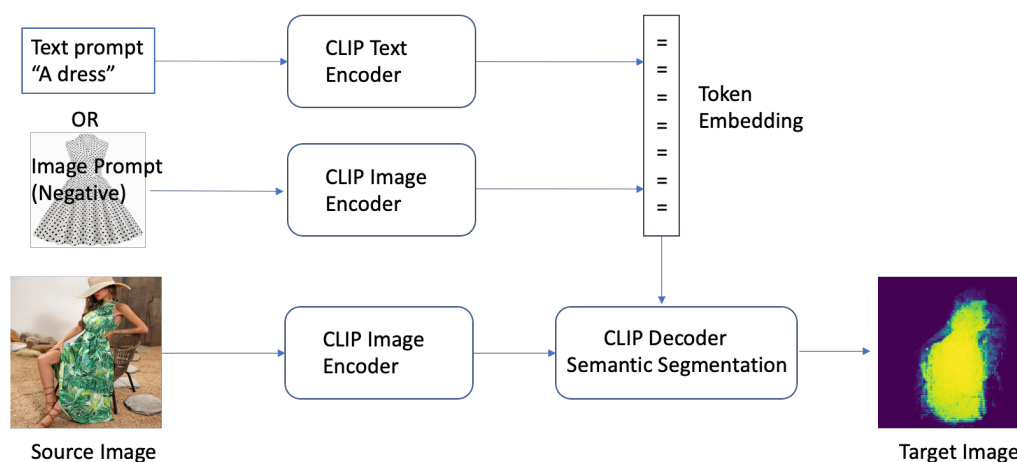 Text prompt
“A dress”
CLIP Text
Encoder
=
=
=
=
=
=
=
Token
Embedding
OR
Image Prompt
(Negative)
CLIP Image
Encoder
CLIP Image
Encoder
CLIP Decoder
Semantic Segmentation
Source Image
Target Image